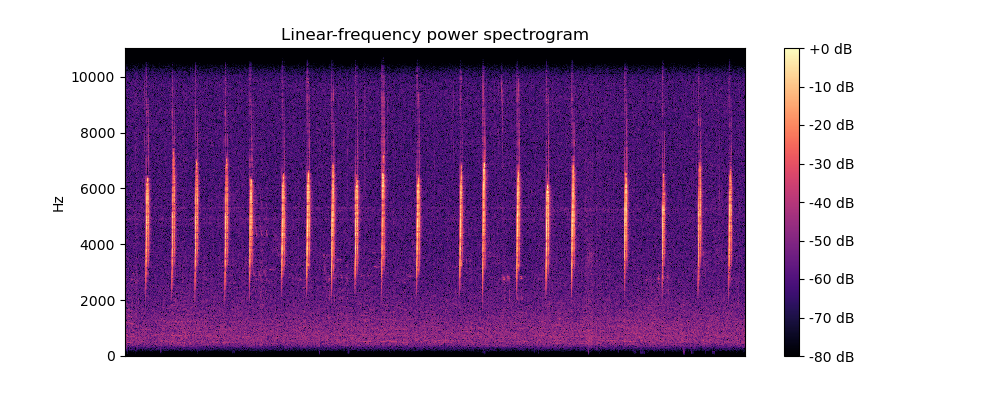 Linear-frequency power spectrogram
Hz
10000
8000
6000
4000
2000
0
+0 dB
-10 dB
-20 dB
-30 dB
-40 dB
-50 dB
-60 dB
-70 dB
-80 dB